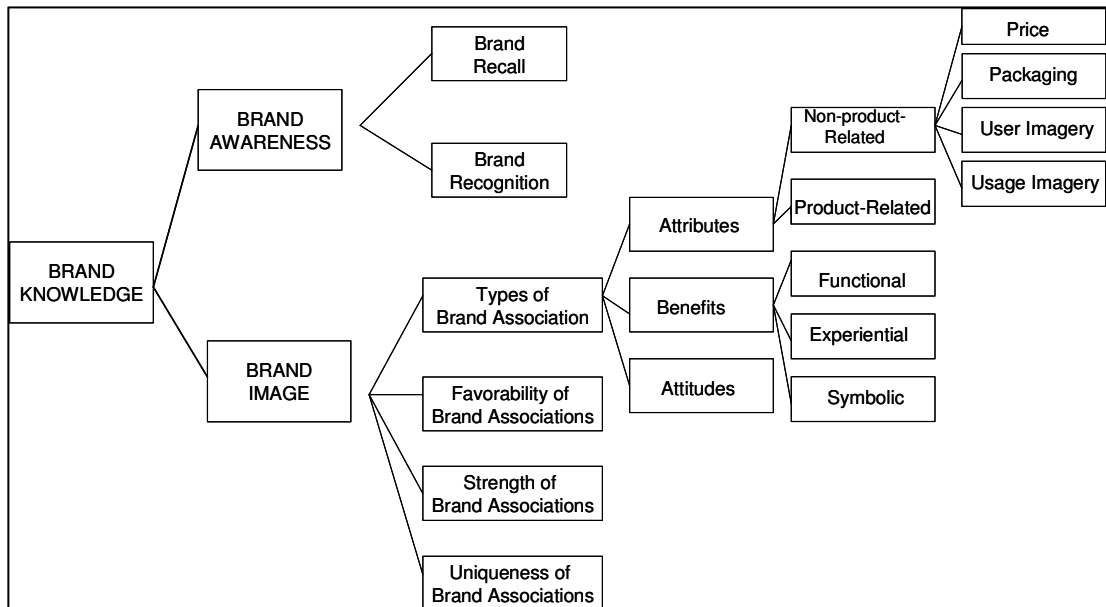 BRAND
KNOWLEDGE
BRAND
AWARENESS
Brand
Recall
Brand
Recognition
BRAND
IMAGE
Types of
Brand Association
Favorability of
Brand Associations
Strength of
Brand Associations
Uniqueness of
Brand Associations
Attributes
Benefits
Attitudes
Non-product-
Related
Product-Related
Functional
Experiential
Symbolic
Price
Packaging
User Imagery
Usage Imagery